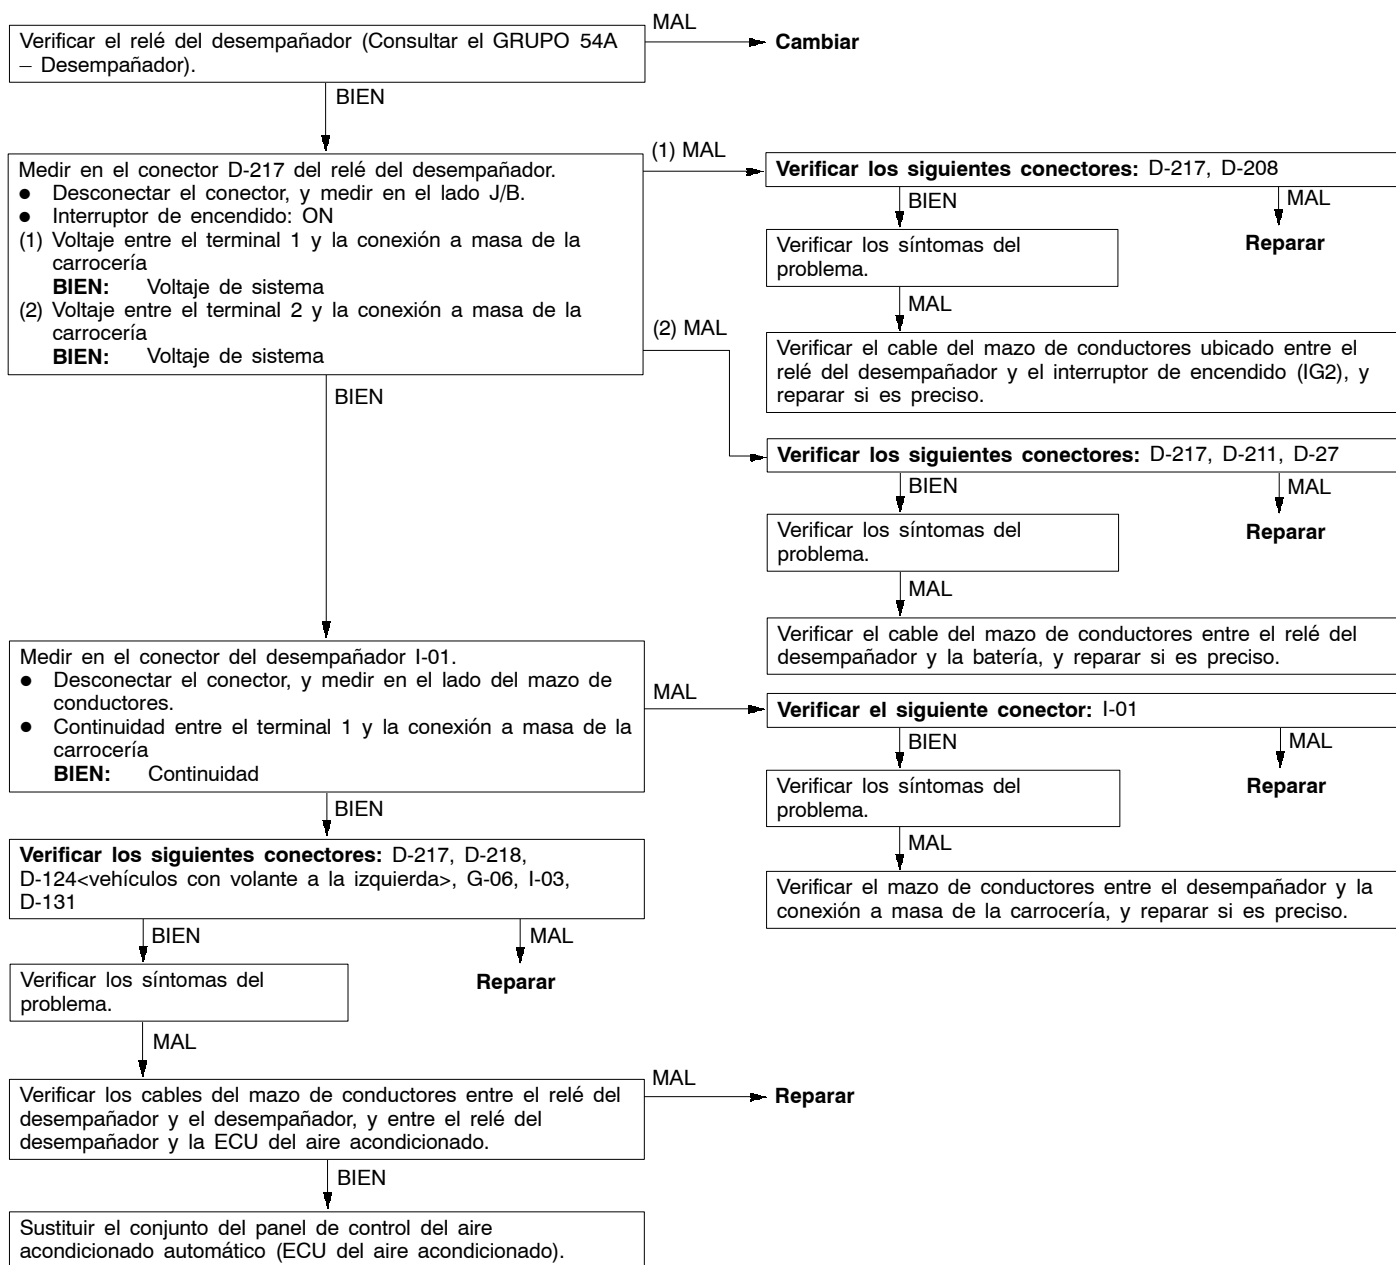 Verificar el relé del desempañador (Consultar el GRUPO 54A
– Desempañador).
MAL
Cambiar
BIEN
Medir en el conector D-217 del relé del desempañador.
● Desconectar el conector, y medir en el lado J/B.
● Interruptor de encendido: ON
(1) Voltaje entre el terminal 1 y la conexión a masa de la
carrocería
BIEN: Voltaje de sistema
(2) Voltaje entre el terminal 2 y la conexión a masa de la
carrocería
BIEN: Voltaje de sistema
(1) MAL
Verificar los siguientes conectores: D-217, D-208
BIEN
MAL
Verificar los síntomas del
problema.
Reparar
MAL
Verificar el cable del mazo de conductores ubicado entre el
relé del desempañador y el interruptor de encendido (IG2), y
reparar si es preciso.
(2) MAL
Verificar los siguientes conectores: D-217, D-211, D-27
BIEN
MAL
Verificar los síntomas del
problema.
Reparar
MAL
Verificar el cable del mazo de conductores entre el relé del
desempañador y la batería, y reparar si es preciso.
BIEN
Medir en el conector del desempañador I-01.
● Desconectar el conector, y medir en el lado del mazo de
conductores.
● Continuidad entre el terminal 1 y la conexión a masa de la
carrocería
BIEN: Continuidad
MAL
Verificar el siguiente conector: I-01
BIEN
MAL
Verificar los síntomas del
problema.
Reparar
MAL
Verificar el mazo de conductores entre el desempañador y la
conexión a masa de la carrocería, y reparar si es preciso.
BIEN
Verificar los siguientes conectores: D-217, D-218,
D-124<vehículos con volante a la izquierda>, G-06, I-03,
D-131
BIEN
MAL
Verificar los síntomas del
problema.
Reparar
MAL
Verificar los cables del mazo de conductores entre el relé del
desempañador y el desempañador, y entre el relé del
desempañador y la ECU del aire acondicionado.
MAL
Reparar
BIEN
Sustituir el conjunto del panel de control del aire
acondicionado automático (ECU del aire acondicionado).